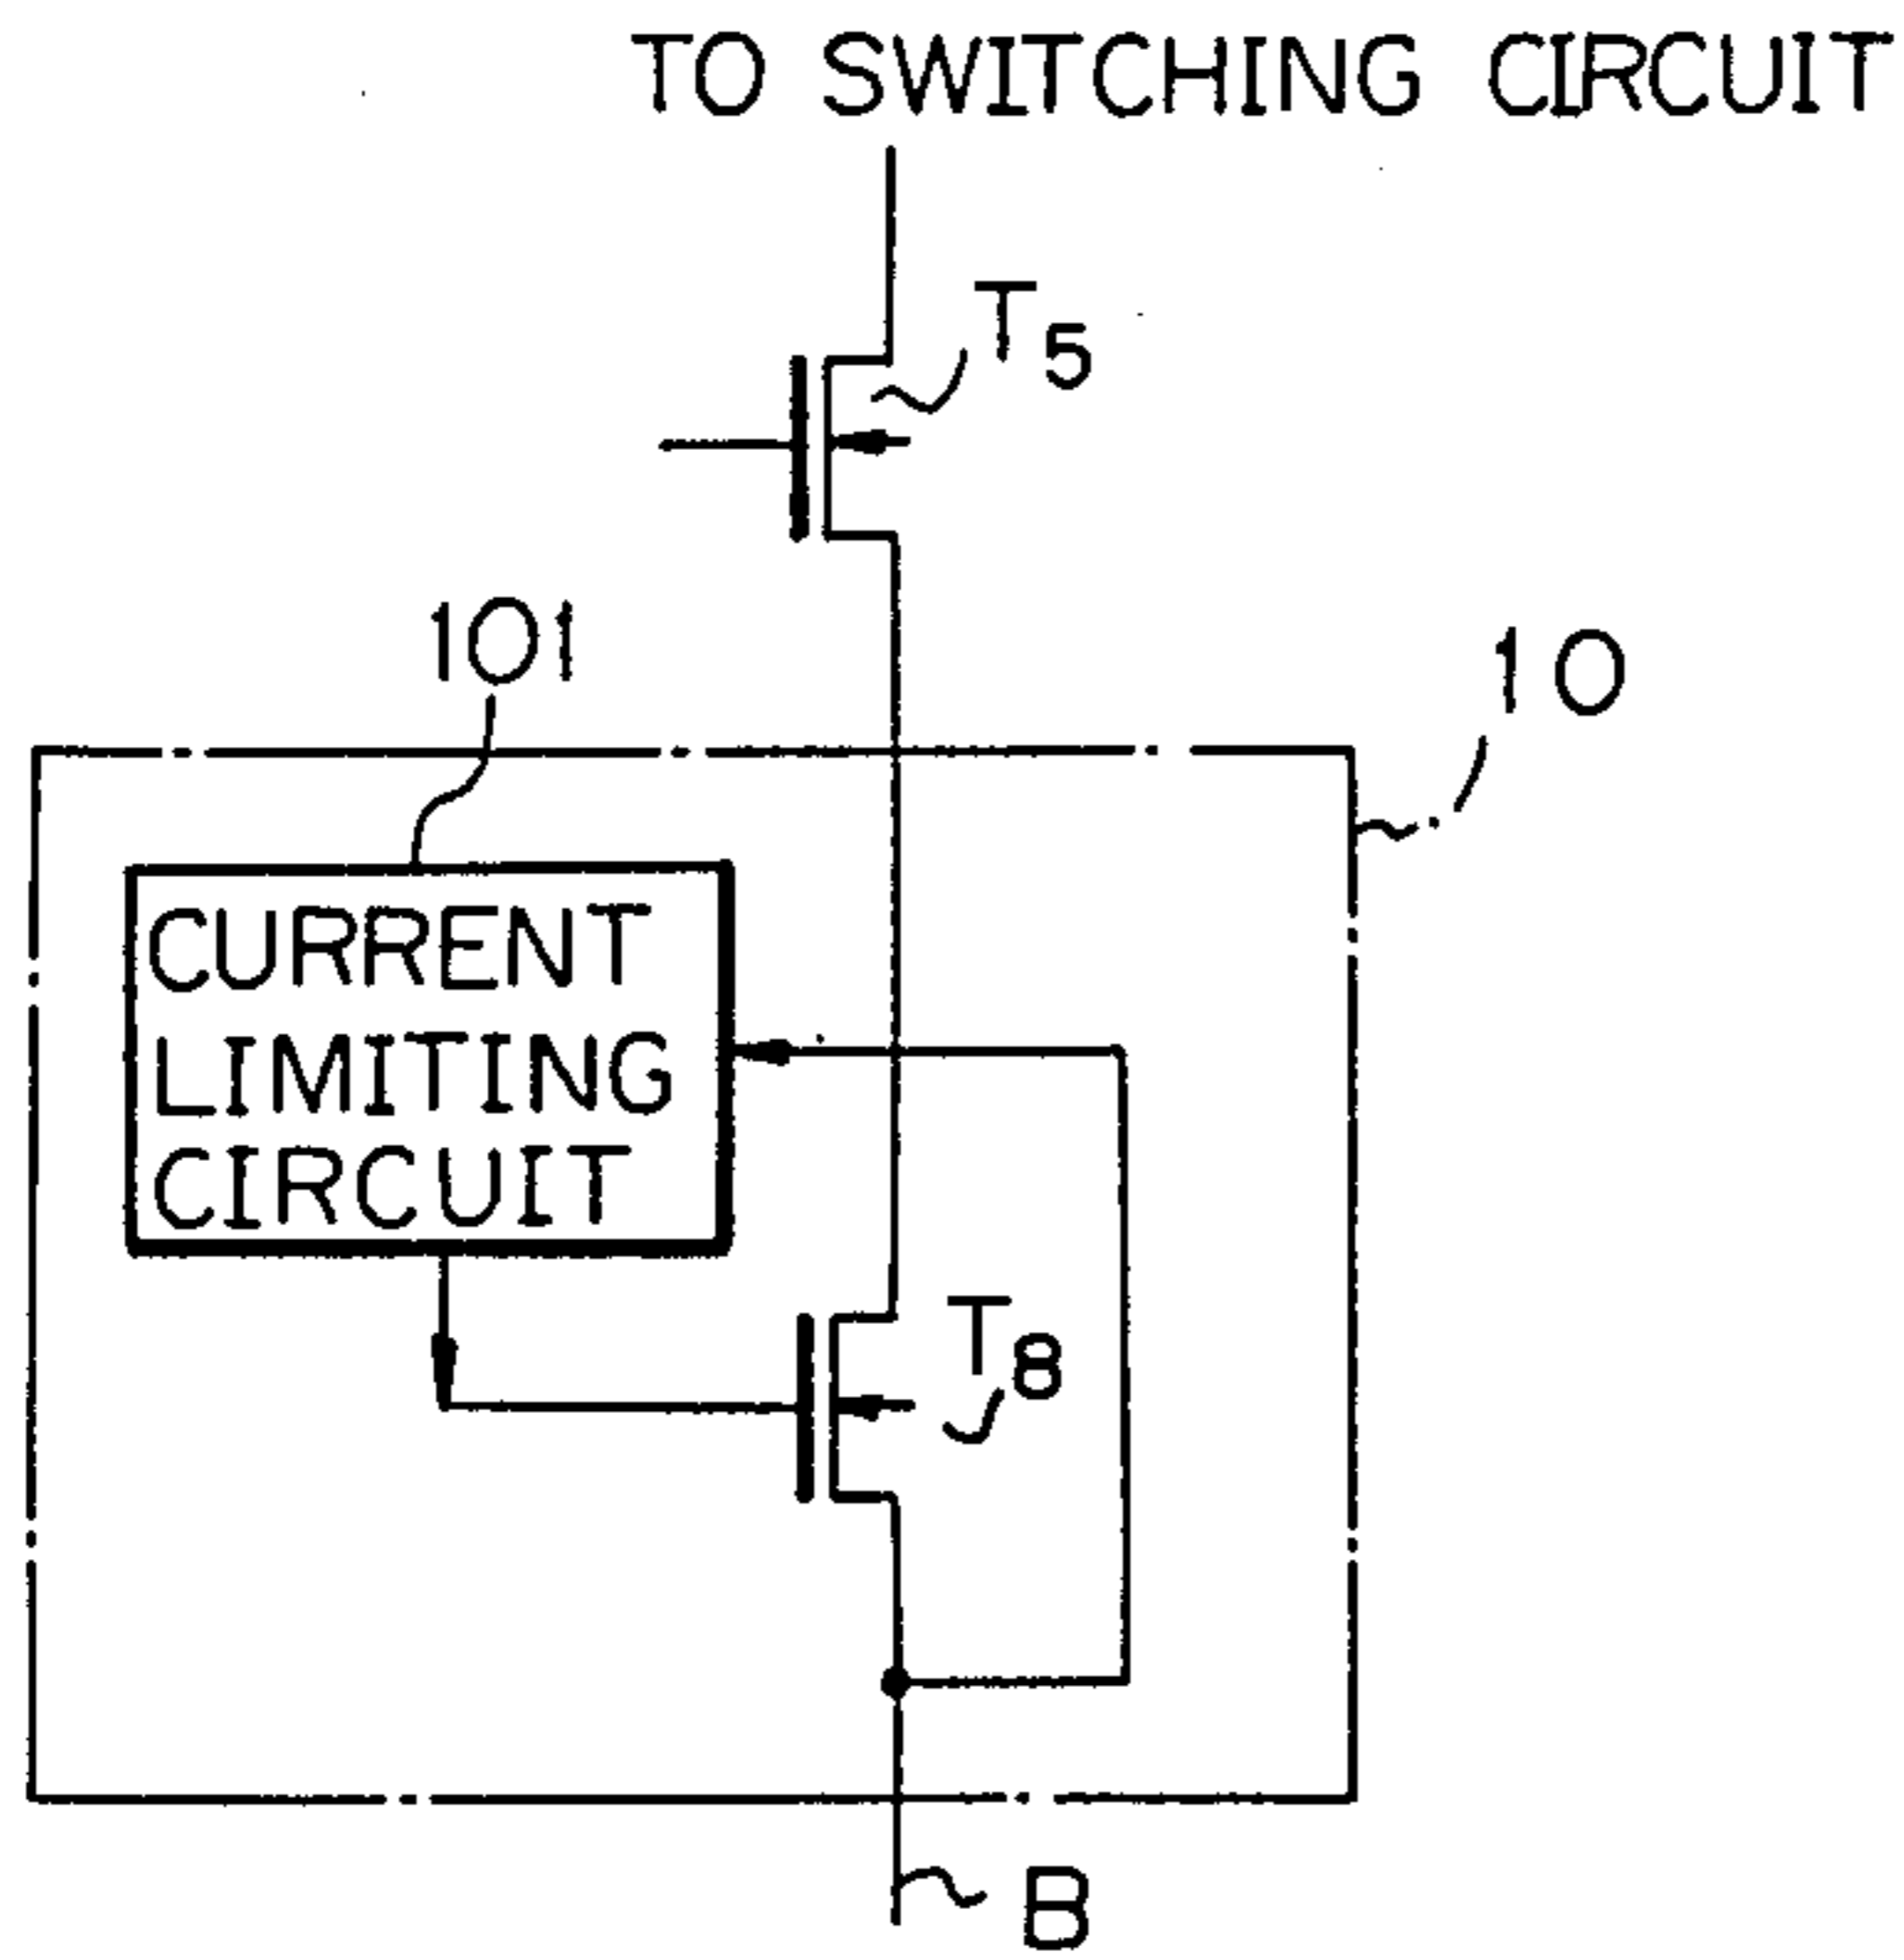 TO SWITCHING CIRCUIT
T5
101
10
CURRENT
LIMITING
CIRCUIT
T8
B